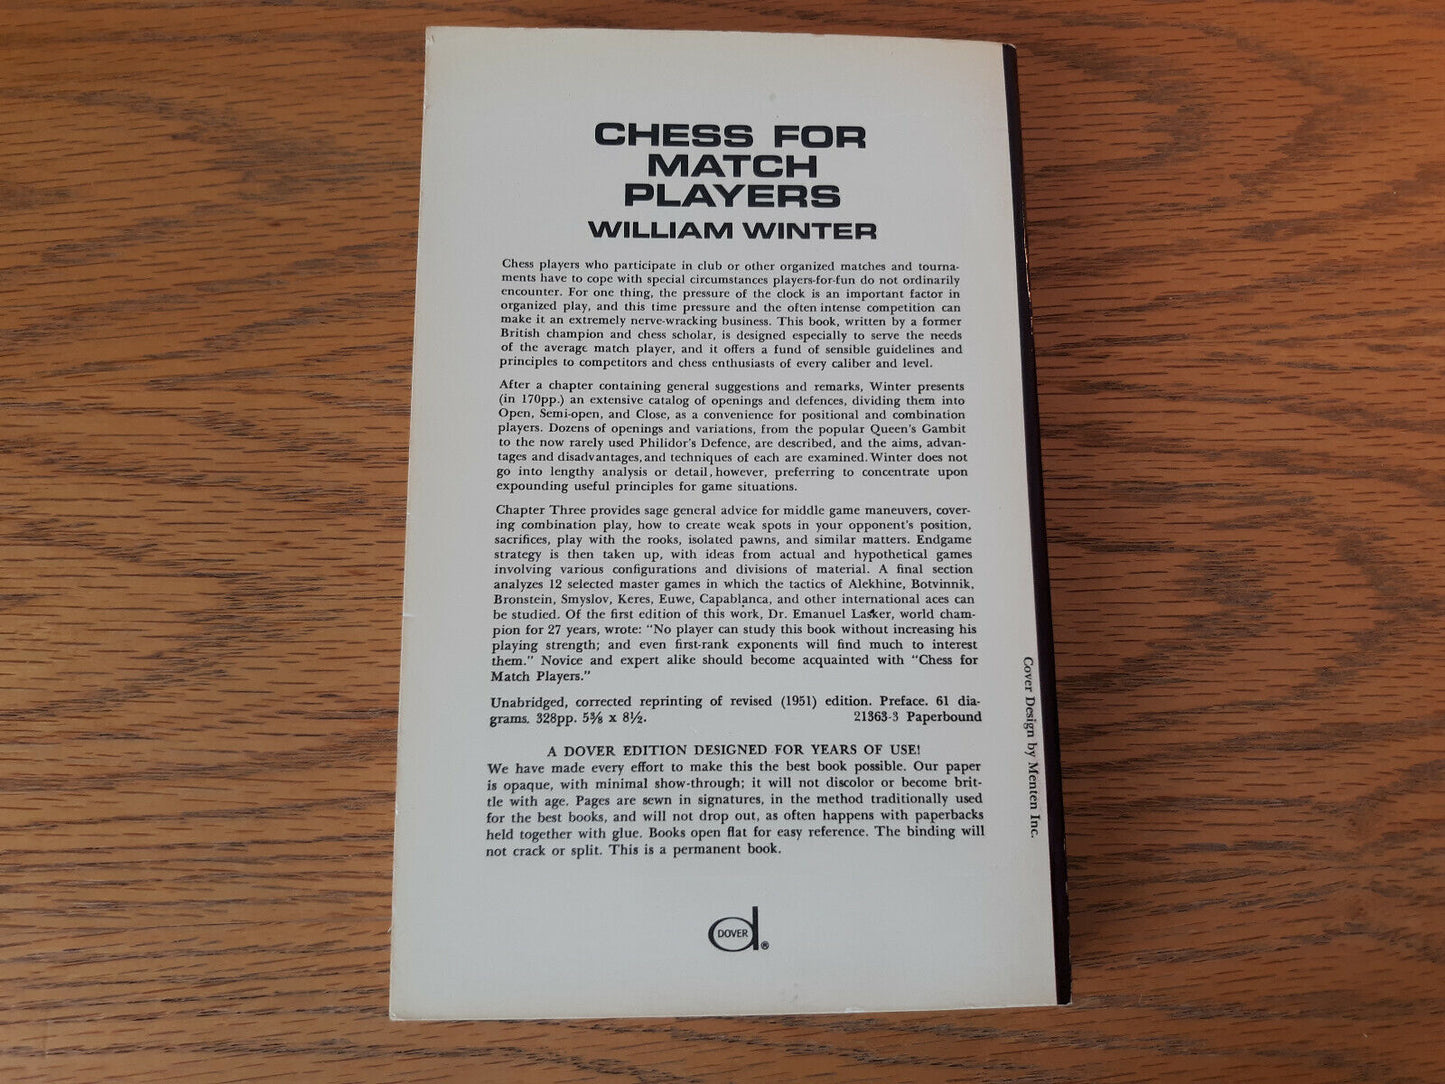 CHESS FOR
MATCH
PLAYERS
WILLIAM WINTER
Chess players who participate in club or other organized matches and tourna-
ments have to cope with special circumstances players-for-fun do not ordinarily
encounter. For one thing, the pressure of the clock is an important factor in
organized play, and this time pressure and the often intense competition can
make it an extremely nerve-wracking business. This book, written by a former
British champion and chess scholar, is designed especially to serve the needs
of the average match player, and it offers a fund of sensible guidelines and
principles to competitors and chess enthusiasts of every caliber and level.
After a chapter containing general suggestions and remarks, Winter presents
(in 170pp.) an extensive catalog of openings and defences, dividing them into
Open, Semi-open, and Close, as a convenience for positional and combination
players. Dozens of openings and variations, from the popular Queen's Gambit
to the now rarely used Philidor's Defence, are described, and the aims, advan-
tages and disadvantages, and techniques of each are examined. Winter does not
go into lengthy analysis or detail, however, preferring to concentrate upon
expounding useful principles for game situations.
Chapter Three provides sage general advice for middle game maneuvers, cover-
ing combination play, how to create weak spots in your opponent's position,
sacrifices, play with the rooks, isolated pawns, and similar matters. Endgame
strategy is then taken up, with ideas from actual and hypothetical games
involving various configurations and divisions of material. A final section
analyzes 12 selected master games in which the tactics of Alekhine, Botvinnik,
Bronstein, Smyslov, Keres, Euwe, Capablanca, and other international aces can
be studied. Of the first edition of this work, Dr. Emanuel Lasker, world cham-
pion for 27 years, wrote: "No player can study this book without increasing his
playing strength; and even first-rank exponents will find much to interest
them." Novice and expert alike should become acquainted with "Chess for
Match Players."
Unabridged, corrected reprinting of revised (1951) edition. Preface. 61 dia-
grams. 328pp. 5⅜ x 8½. 21363-3 Paperbound
A DOVER EDITION DESIGNED FOR YEARS OF USE!
We have made every effort to make this the best book possible. Our paper
is opaque, with minimal show-through; it will not discolor or become brit-
tle with age. Pages are sewn in signatures, in the method traditionally used
for the best books, and will not drop out, as often happens with paperbacks
held together with glue. Books open flat for easy reference. The binding will
not crack or split. This is a permanent book.
DOVER ®
Cover Design by Menten Inc.